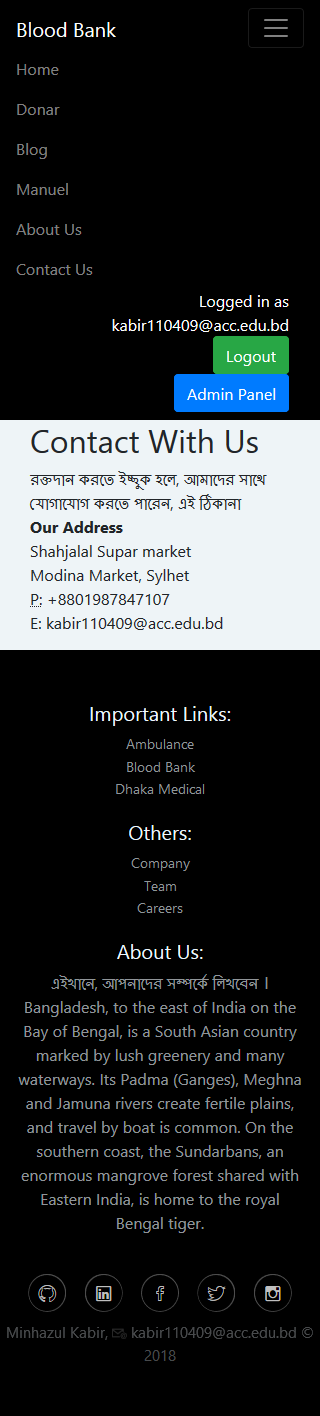 Blood Bank
Home
Donar
Blog
Manuel
About Us
Contact Us
Logged in as
kabir110409@acc.edu.bd
Logout
Admin Panel
Contact With Us
রক্তদান করতে ইচ্ছুক হলে, আমাদের সাথে
যোগাযোগ করতে পারেন, এই ঠিকানা
Our Address
Shahjalal Supar market
Modina Market, Sylhet
P: +8801987847107
E: kabir110409@acc.edu.bd
Important Links:
Ambulance
Blood Bank
Dhaka Medical
Others:
Company
Team
Careers
About Us:
এইখানে, আপনাদের সম্পর্কে লিখবেন ।
Bangladesh, to the east of India on the
Bay of Bengal, is a South Asian country
marked by lush greenery and many
waterways. Its Padma (Ganges), Meghna
and Jamuna rivers create fertile plains,
and travel by boat is common. On the
southern coast, the Sundarbans, an
enormous mangrove forest shared with
Eastern India, is home to the royal
Bengal tiger.
Minhazul Kabir, kabir110409@acc.edu.bd ©
2018